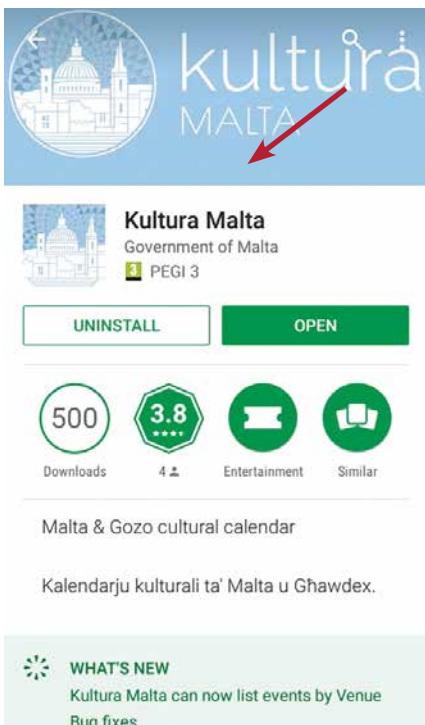 kultura
MALTA
Kultura Malta
Government of Malta
3 PEGI 3
UNINSTALL
OPEN
500
3.8
Downloads
4
Entertainment
Similar
Malta & Gozo cultural calendar
Kalendarju kulturali ta' Malta u Għawdex.
WHAT'S NEW
Kultura Malta can now list events by Venue
Bug fixes